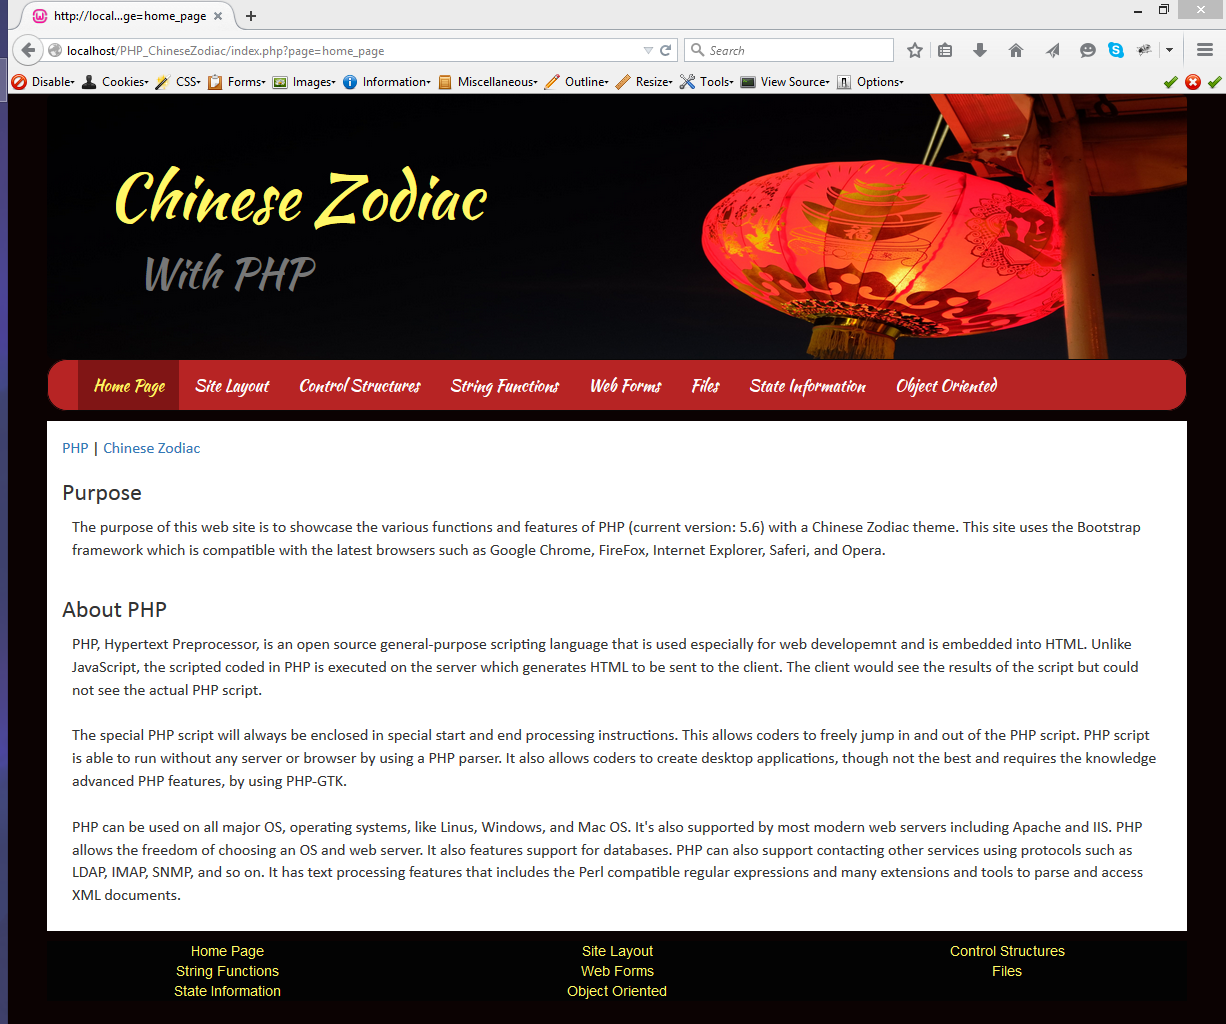 http://local...ge=home_page
localhost/PHP_ChineseZodiac/index.php?page=home_page
Search
Disable Cookies CSS Forms Images Information Miscellaneous Outline Resize Tools View Source Options
Chinese Zodiac
With PHP
福
Home Page Site Layout Control Structures String Functions Web Forms Files State Information Object Oriented
PHP | Chinese Zodiac
Purpose
The purpose of this web site is to showcase the various functions and features of PHP (current version: 5.6) with a Chinese Zodiac theme. This site uses the Bootstrap
framework which is compatible with the latest browsers such as Google Chrome, FireFox, Internet Explorer, Saferi, and Opera.
About PHP
PHP, Hypertext Preprocessor, is an open source general-purpose scripting language that is used especially for web developemnt and is embedded into HTML. Unlike
JavaScript, the scripted coded in PHP is executed on the server which generates HTML to be sent to the client. The client would see the results of the script but could
not see the actual PHP script.
The special PHP script will always be enclosed in special start and end processing instructions. This allows coders to freely jump in and out of the PHP script. PHP script
is able to run without any server or browser by using a PHP parser. It also allows coders to create desktop applications, though not the best and requires the knowledge
advanced PHP features, by using PHP-GTK.
PHP can be used on all major OS, operating systems, like Linus, Windows, and Mac OS. It's also supported by most modern web servers including Apache and IIS. PHP
allows the freedom of choosing an OS and web server. It also features support for databases. PHP can also support contacting other services using protocols such as
LDAP, IMAP, SNMP, and so on. It has text processing features that includes the Perl compatible regular expressions and many extensions and tools to parse and access
XML documents.
Home Page Site Layout Control Structures
String Functions Web Forms Files
State Information Object Oriented